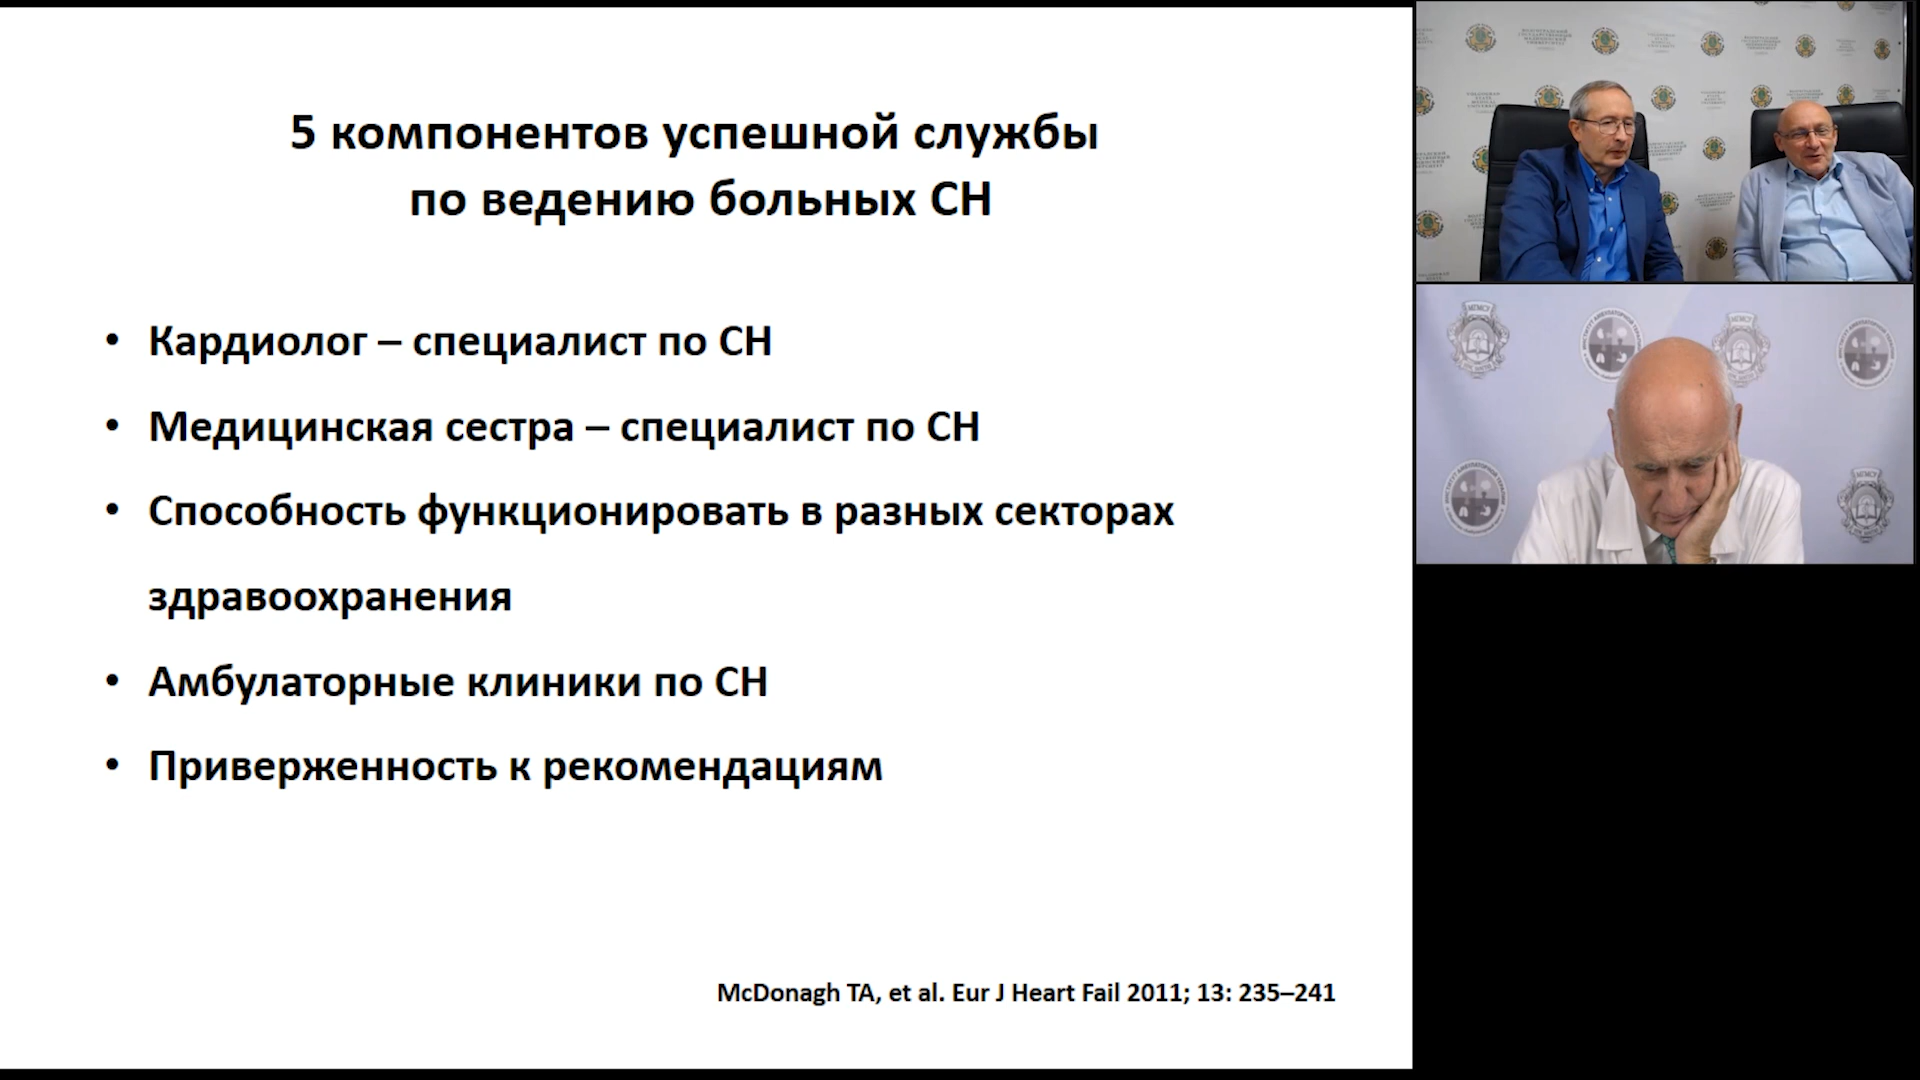 5 компонентов успешной службы
по ведению больных СН
• Кардиолог – специалист по СН
• Медицинская сестра – специалист по СН
• Способность функционировать в разных секторах
здравоохранения
• Амбулаторные клиники по СН
• Приверженность к рекомендациям
McDonagh TA, et al. Eur J Heart Fail 2011; 13: 235–241